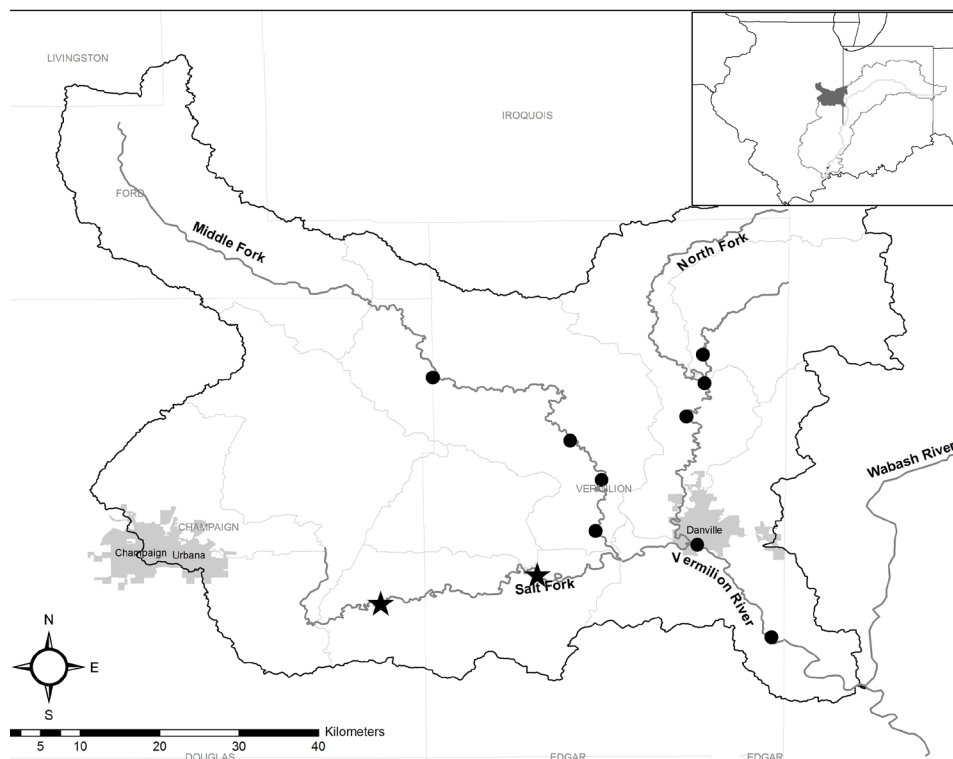 LIVINGSTON
IROQUOIS
FORD
Middle Fork
North Fork
Wabash River
VERMILION
CHAMPAIGN
Champaign
Urbana
Danville
Vermilion River
Salt Fork
N
E
S
Kilometers
5 10 20 30 40
DOUGLAS
EDGAR
EDGAR